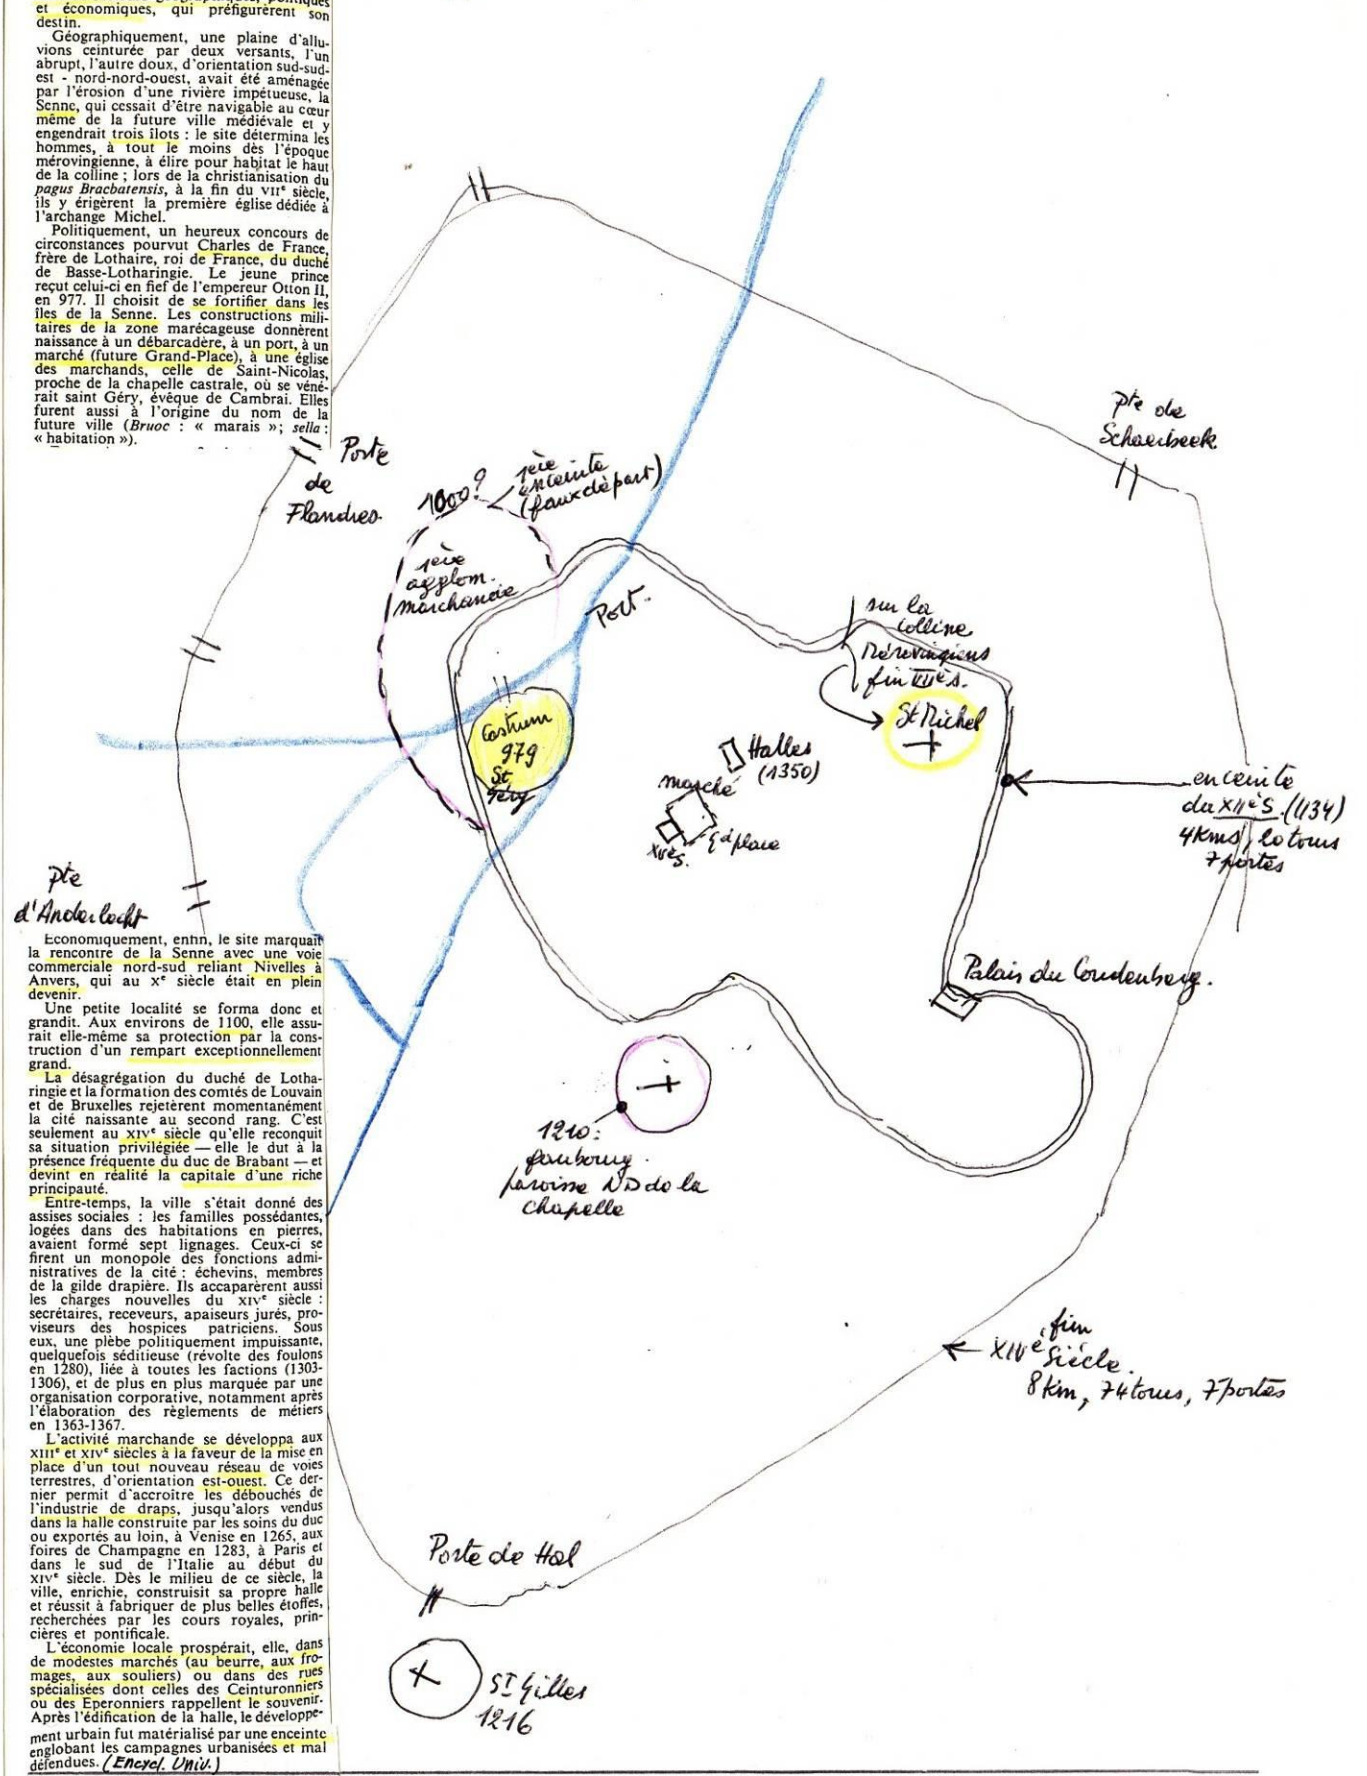 et économiques, qui préfigurèrent son
destin.
Géographiquement, une plaine d'allu-
vions ceinturée par deux versants, l'un
abrupt, l'autre doux, d'orientation sud-sud-
est - nord-nord-ouest, avait été aménagée
par l'érosion d'une rivière impétueuse, la
Senne, qui cessait d'être navigable au cœur
même de la future ville médiévale et y
engendrait trois îlots : le site détermina les
hommes, à tout le moins dès l'époque
mérovingienne, à élire pour habitat le haut
de la colline ; lors de la christianisation du
pagus Bracbatensis, à la fin du VIIe siècle,
ils y érigèrent la première église dédiée à
l'archange Michel.
Politiquement, un heureux concours de
circonstances pourvut Charles de France,
frère de Lothaire, roi de France, du duché
de Basse-Lotharingie. Le jeune prince
reçut celui-ci en fief de l'empereur Otton II,
en 977. Il choisit de se fortifier dans les
îles de la Senne. Les constructions mili-
taires de la zone marécageuse donnèrent
naissance à un débarcadère, à un port, à un
marché (future Grand-Place), à une église
des marchands, celle de Saint-Nicolas,
proche de la chapelle castrale, où se véné-
rait saint Géry, évêque de Cambrai. Elles
furent aussi à l'origine du nom de la
future ville (Bruoc : « marais »; sella :
« habitation »).
Porte
de
Flandres.
1000?
1ère
enceinte
(faux départ)
1ère
agglom.
marchande
Port.
Pte de
Schaerbeek
sur la
colline
Mérovingiens
fin VIIè s.
St Michel
Castrum
979
St
Géry
Halles
(1350)
marché
Gd place
XVè s.
enceinte
du XIIè S. (1134)
4 kms, 60 tours
7 portes
Pte
d'Anderlecht
Palais du Coudenberg.
1210 :
faubourg.
paroisse ND de la
Chapelle
fin
XIVè Siècle.
8 km, 74 tours, 7 portes
Porte de Hal
ST Gilles
1216
Economiquement, enfin, le site marquait
la rencontre de la Senne avec une voie
commerciale nord-sud reliant Nivelles à
Anvers, qui au Xe siècle était en plein
devenir.
Une petite localité se forma donc et
grandit. Aux environs de 1100, elle assu-
rait elle-même sa protection par la cons-
truction d'un rempart exceptionnellement
grand.
La désagrégation du duché de Lotha-
ringie et la formation des comtés de Louvain
et de Bruxelles rejetèrent momentanément
la cité naissante au second rang. C'est
seulement au XIVe siècle qu'elle reconquit
sa situation privilégiée — elle le dut à la
présence fréquente du duc de Brabant — et
devint en réalité la capitale d'une riche
principauté.
Entre-temps, la ville s'était donné des
assises sociales : les familles possédantes,
logées dans des habitations en pierres,
avaient formé sept lignages. Ceux-ci se
firent un monopole des fonctions admi-
nistratives de la cité : échevins, membres
de la gilde drapière. Ils accaparèrent aussi
les charges nouvelles du XIVe siècle :
secrétaires, receveurs, apaiseurs jurés, pro-
viseurs des hospices patriciens. Sous
eux, une plèbe politiquement impuissante,
quelquefois séditieuse (révolte des foulons
en 1280), liée à toutes les factions (1303-
1306), et de plus en plus marquée par une
organisation corporative, notamment après
l'élaboration des règlements de métiers
en 1363-1367.
L'activité marchande se développa aux
XIIIe et XIVe siècles à la faveur de la mise en
place d'un tout nouveau réseau de voies
terrestres, d'orientation est-ouest. Ce der-
nier permit d'accroître les débouchés de
l'industrie de draps, jusqu'alors vendus
dans la halle construite par les soins du duc
ou exportés au loin, à Venise en 1265, aux
foires de Champagne en 1283, à Paris et
dans le sud de l'Italie au début du
XIVe siècle. Dès le milieu de ce siècle, la
ville, enrichie, construisit sa propre halle
et réussit à fabriquer de plus belles étoffes,
recherchées par les cours royales, prin-
cières et pontificale.
L'économie locale prospérait, elle, dans
de modestes marchés (au beurre, aux fro-
mages, aux souliers) ou dans des rues
spécialisées dont celles des Ceinturonniers
ou des Eperonniers rappellent le souvenir.
Après l'édification de la halle, le développe-
ment urbain fut matérialisé par une enceinte
englobant les campagnes urbanisées et mal
défendues. (Encycl. Univ.)